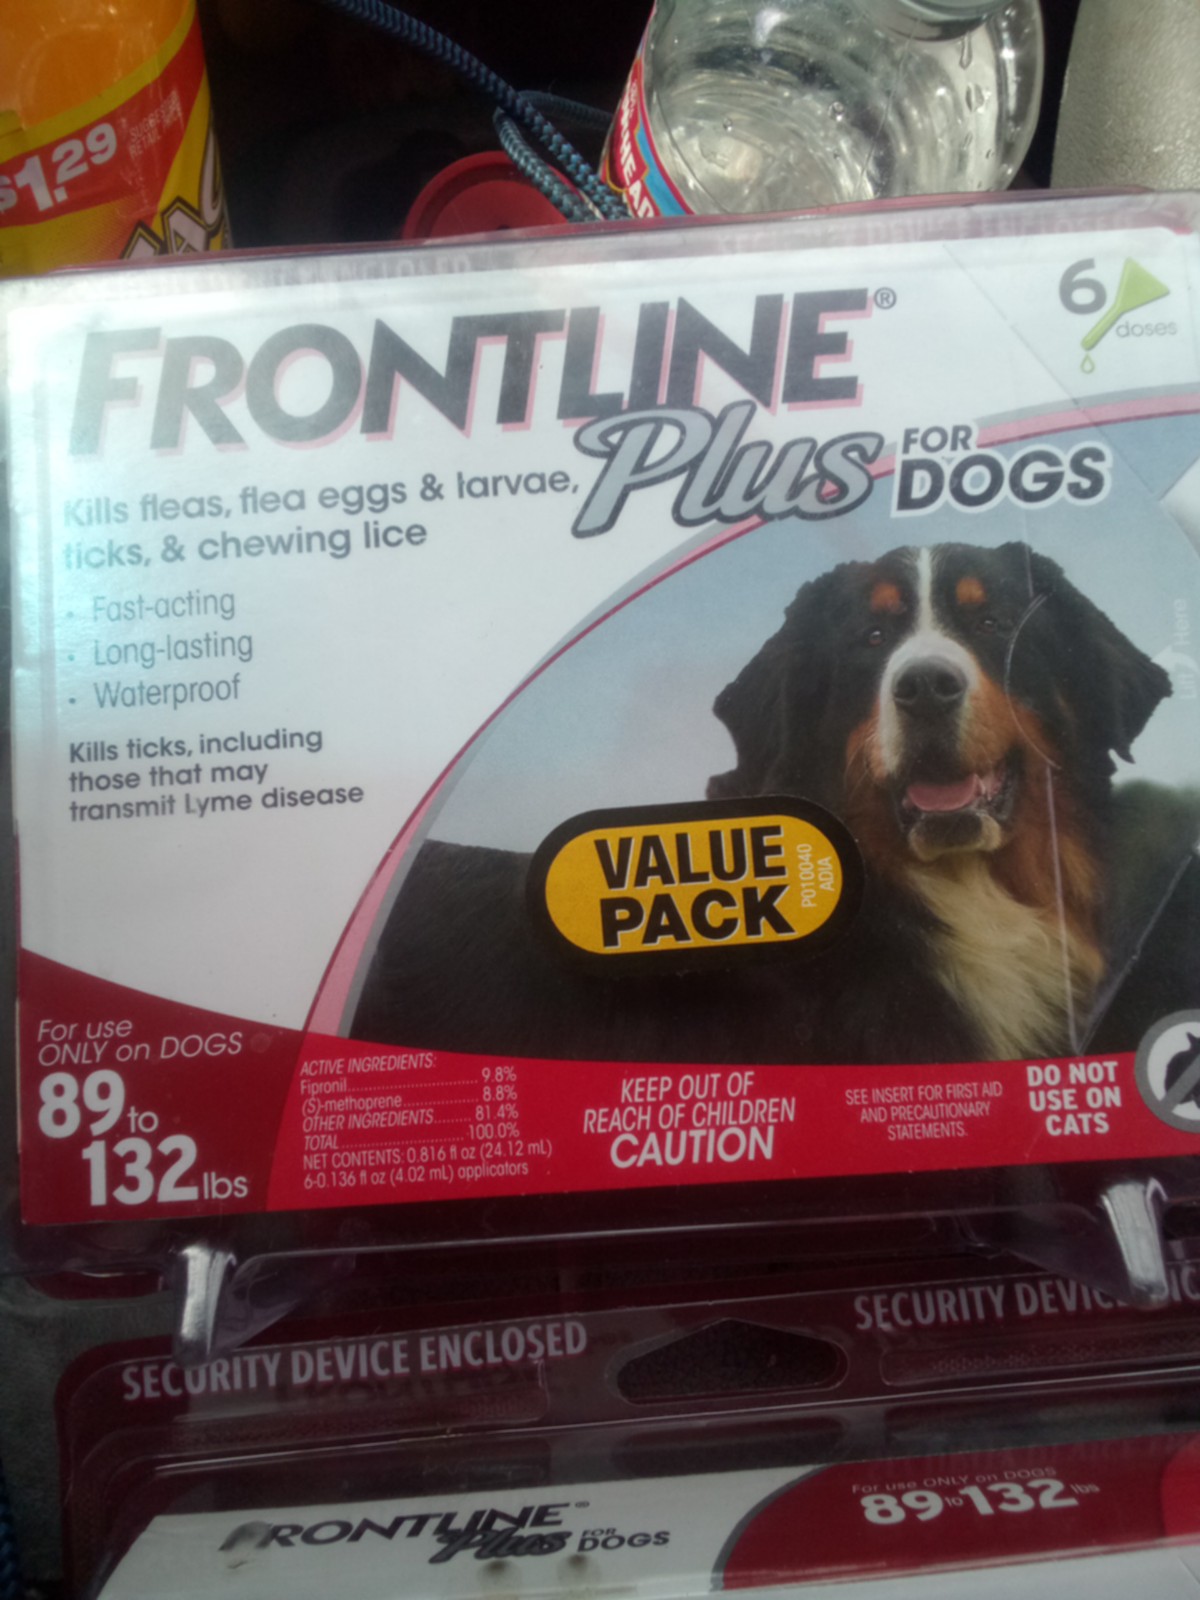 $1.29
FRONTLINE®
Plus FOR DOGS
6 doses
Kills fleas, flea eggs & larvae,
ticks, & chewing lice
• Fast-acting
• Long-lasting
• Waterproof
Kills ticks, including
those that may
transmit Lyme disease
VALUE
PACK
P010040
ADIA
For use
ONLY on DOGS
89 to
132 lbs
ACTIVE INGREDIENTS:
Fipronil.......................... 9.8%
(S)-methoprene.................. 8.8%
OTHER INGREDIENTS........ 81.4%
TOTAL..........................100.0%
NET CONTENTS: 0.816 fl oz (24.12 mL)
6-0.136 fl oz (4.02 mL) applicators
KEEP OUT OF
REACH OF CHILDREN
CAUTION
SEE INSERT FOR FIRST AID
AND PRECAUTIONARY
STATEMENTS.
DO NOT
USE ON
CATS
SECURITY DEVICE ENCLOSED
SECURITY DEVICE
FRONTLINE®
Plus FOR DOGS
For use ONLY on DOGS
89 to 132 lbs